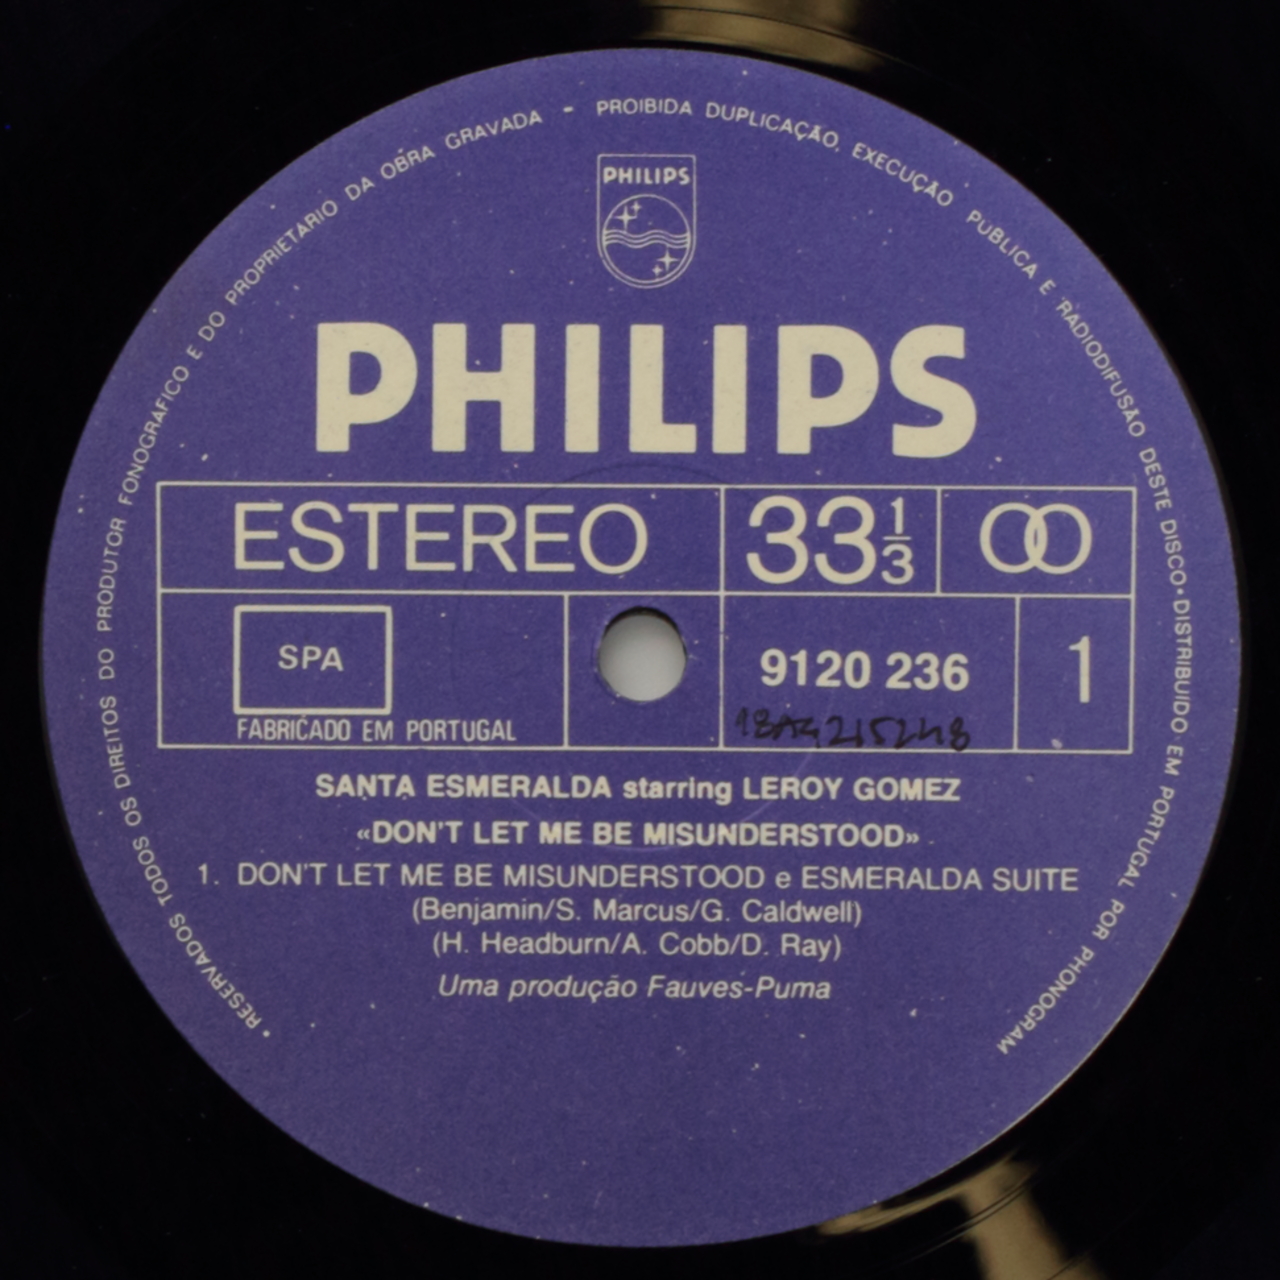 • RESERVADOS TODOS OS DIREITOS DO PRODUTOR FONOGRÁFICO E DO PROPRIETARIO DA OBRA GRAVADA - PROIBIDA DUPLICAÇÃO, EXECUÇÃO PUBLICA E RADIODIFUSÃO DESTE DISCO • DISTRIBUIDO EM PORTUGAL POR PHONOGRAM
PHILIPS
PHILIPS
ESTEREO 33 1/3
SPA 9120 236 1
FABRICADO EM PORTUGAL
SANTA ESMERALDA starring LEROY GOMEZ
«DON'T LET ME BE MISUNDERSTOOD»
1. DON'T LET ME BE MISUNDERSTOOD e ESMERALDA SUITE
(Benjamin/S. Marcus/G. Caldwell)
(H. Headburn/A. Cobb/D. Ray)
Uma produção Fauves-Puma